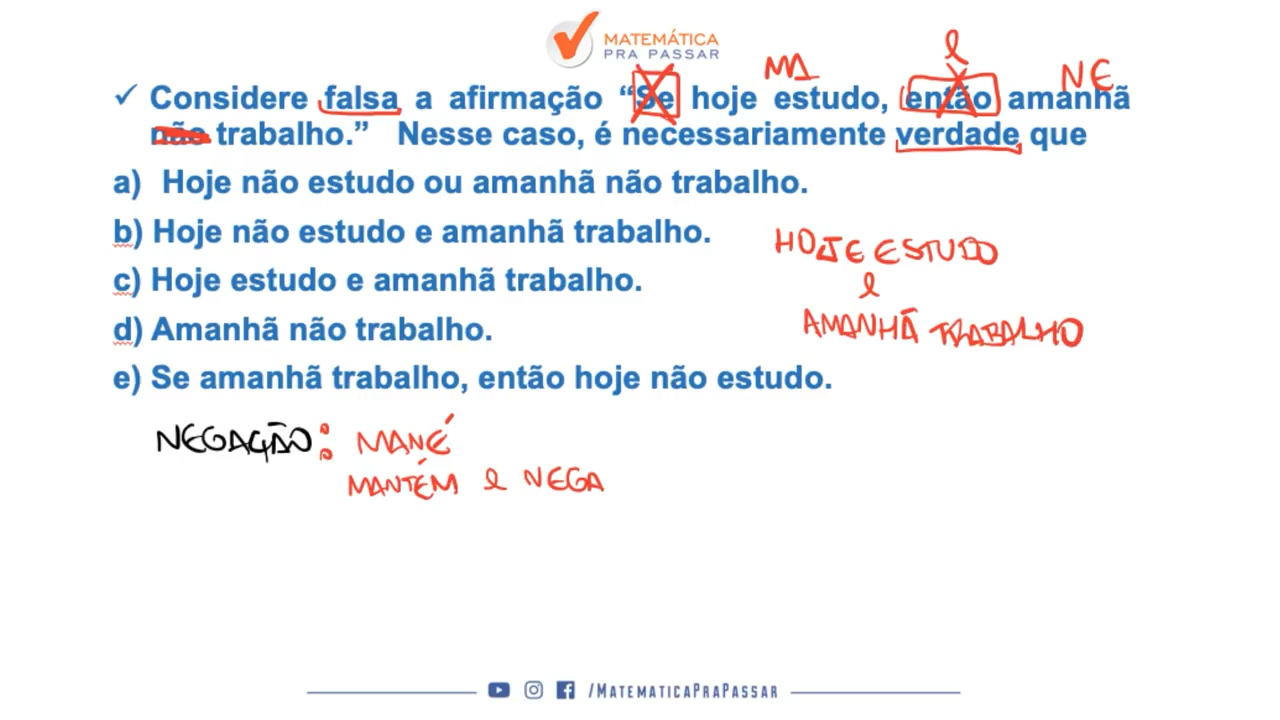 MATEMÁTICA
PRA PASSAR
MA
e
NE
✓ Considere falsa a afirmação “Se hoje estudo, então amanhã
não trabalho.” Nesse caso, é necessariamente verdade que
a) Hoje não estudo ou amanhã não trabalho.
b) Hoje não estudo e amanhã trabalho.
c) Hoje estudo e amanhã trabalho.
d) Amanhã não trabalho.
e) Se amanhã trabalho, então hoje não estudo.
HOJE ESTUDO
e
AMANHÃ TRABALHO
NEGAÇÃO: MANÉ
MANTÉM e NEGA
/MATEMATICAPRAPASSAR